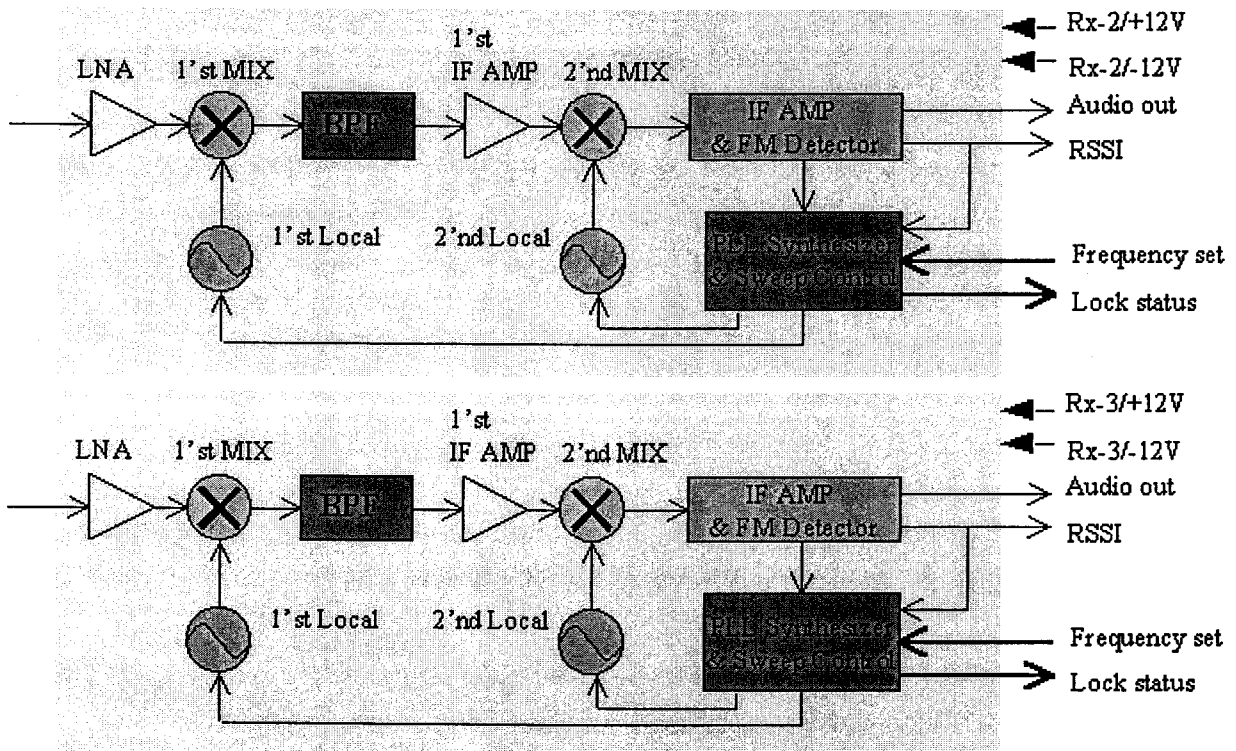 Rx-2/+12V
Rx-2/-12V
LNA
1'st MIX
1'st
IF AMP
2'nd MIX
BPF
IF AMP
& FM Detector
Audio out
RSSI
1'st Local
2'nd Local
PLL Synthesizer
& Sweep Control
Frequency set
Lock status
Rx-3/+12V
Rx-3/-12V
LNA
1'st MIX
1'st
IF AMP
2'nd MIX
BPF
IF AMP
& FM Detector
Audio out
RSSI
1'st Local
2'nd Local
PLL Synthesizer
& Sweep Control
Frequency set
Lock status